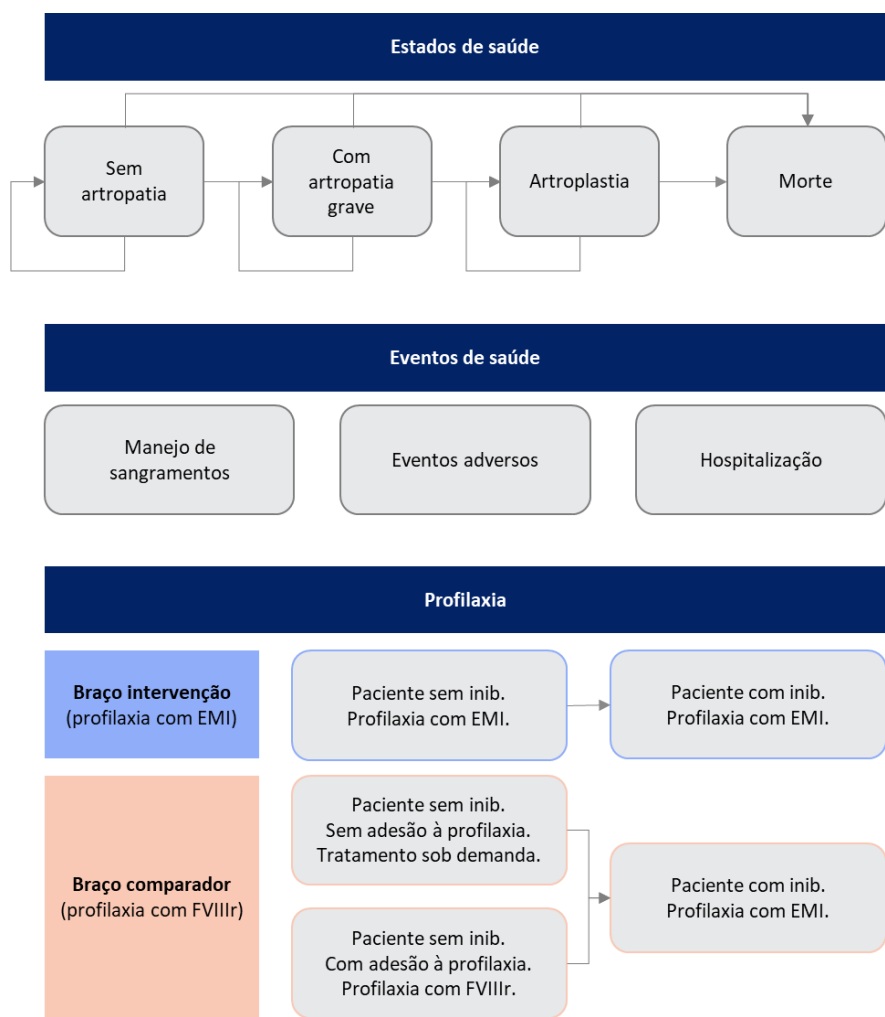 Estados de saúde
Sem
artropatia
Com
artropatia
grave
Artroplastia
Morte
Eventos de saúde
Manejo de
sangramentos
Eventos adversos
Hospitalização
Profilaxia
Braço intervenção
(profilaxia com EMI)
Paciente sem inib.
Profilaxia com EMI.
Paciente com inib.
Profilaxia com EMI.
Braço comparador
(profilaxia com FVIIIr)
Paciente sem inib.
Sem adesão à profilaxia.
Tratamento sob demanda.
Paciente sem inib.
Com adesão à profilaxia.
Profilaxia com FVIIIr.
Paciente com inib.
Profilaxia com EMI.